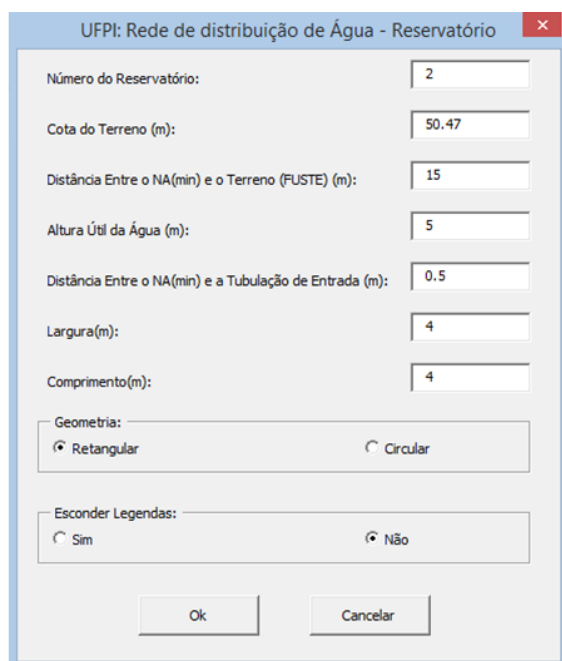 UFPI: Rede de distribuição de Água - Reservatório
Número do Reservatório: 2
Cota do Terreno (m): 50.47
Distância Entre o NA(min) e o Terreno (FUSTE) (m): 15
Altura Útil da Água (m): 5
Distância Entre o NA(min) e a Tubulação de Entrada (m): 0.5
Largura(m): 4
Comprimento(m): 4
Geometria:
Retangular Circular
Esconder Legendas:
Sim Não
Ok Cancelar